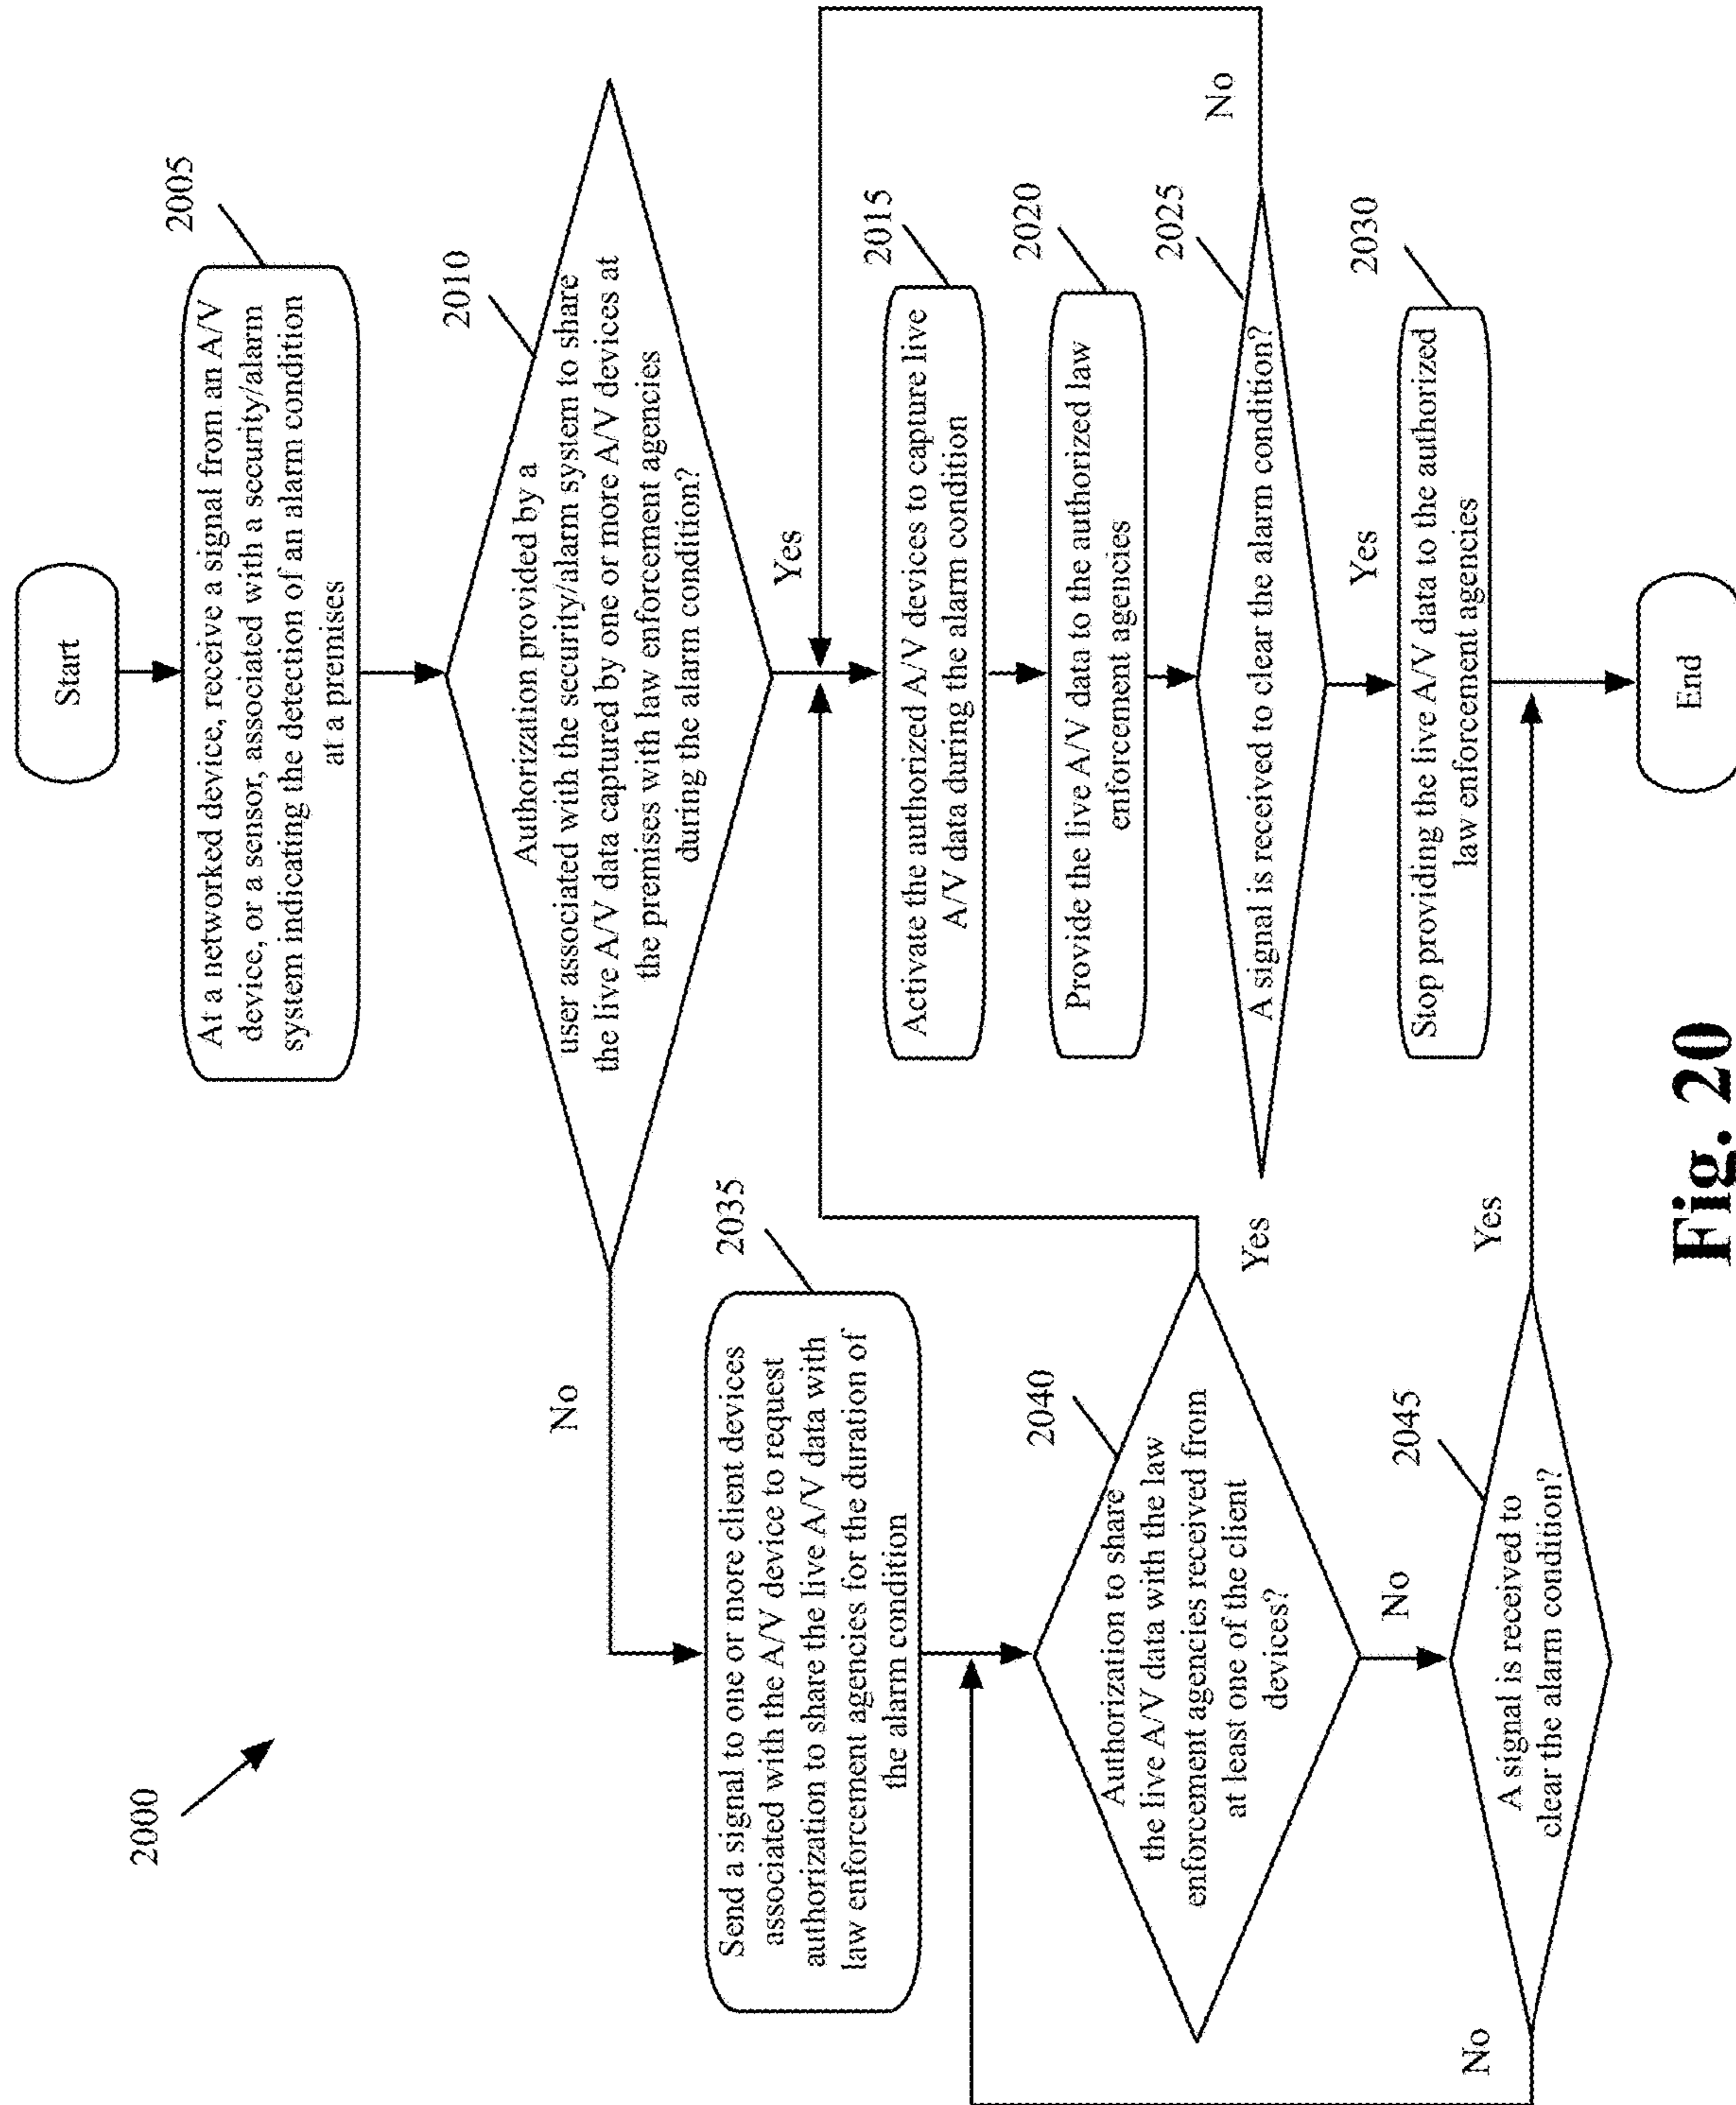 2000
Start
At a networked device, receive a signal from an A/V
device, or a sensor, associated with a security/alarm
system indicating the detection of an alarm condition
at a premises
2005
Authorization provided by a
user associated with the security/alarm system to share
the live A/V data captured by one or more A/V devices at
the premises with law enforcement agencies
during the alarm condition?
2010
No
Yes
Send a signal to one or more client devices
associated with the A/V device to request
authorization to share the live A/V data with
law enforcement agencies for the duration of
the alarm condition
2035
Activate the authorized A/V devices to capture live
A/V data during the alarm condition
2015
Provide the live A/V data to the authorized law
enforcement agencies
2020
Authorization to share
the live A/V data with the law
enforcement agencies received from
at least one of the client
devices?
2040
Yes
No
A signal is received to clear the alarm condition?
2025
No
Yes
A signal is received to
clear the alarm condition?
2045
No
Yes
Stop providing the live A/V data to the authorized
law enforcement agencies
2030
End
Fig. 20